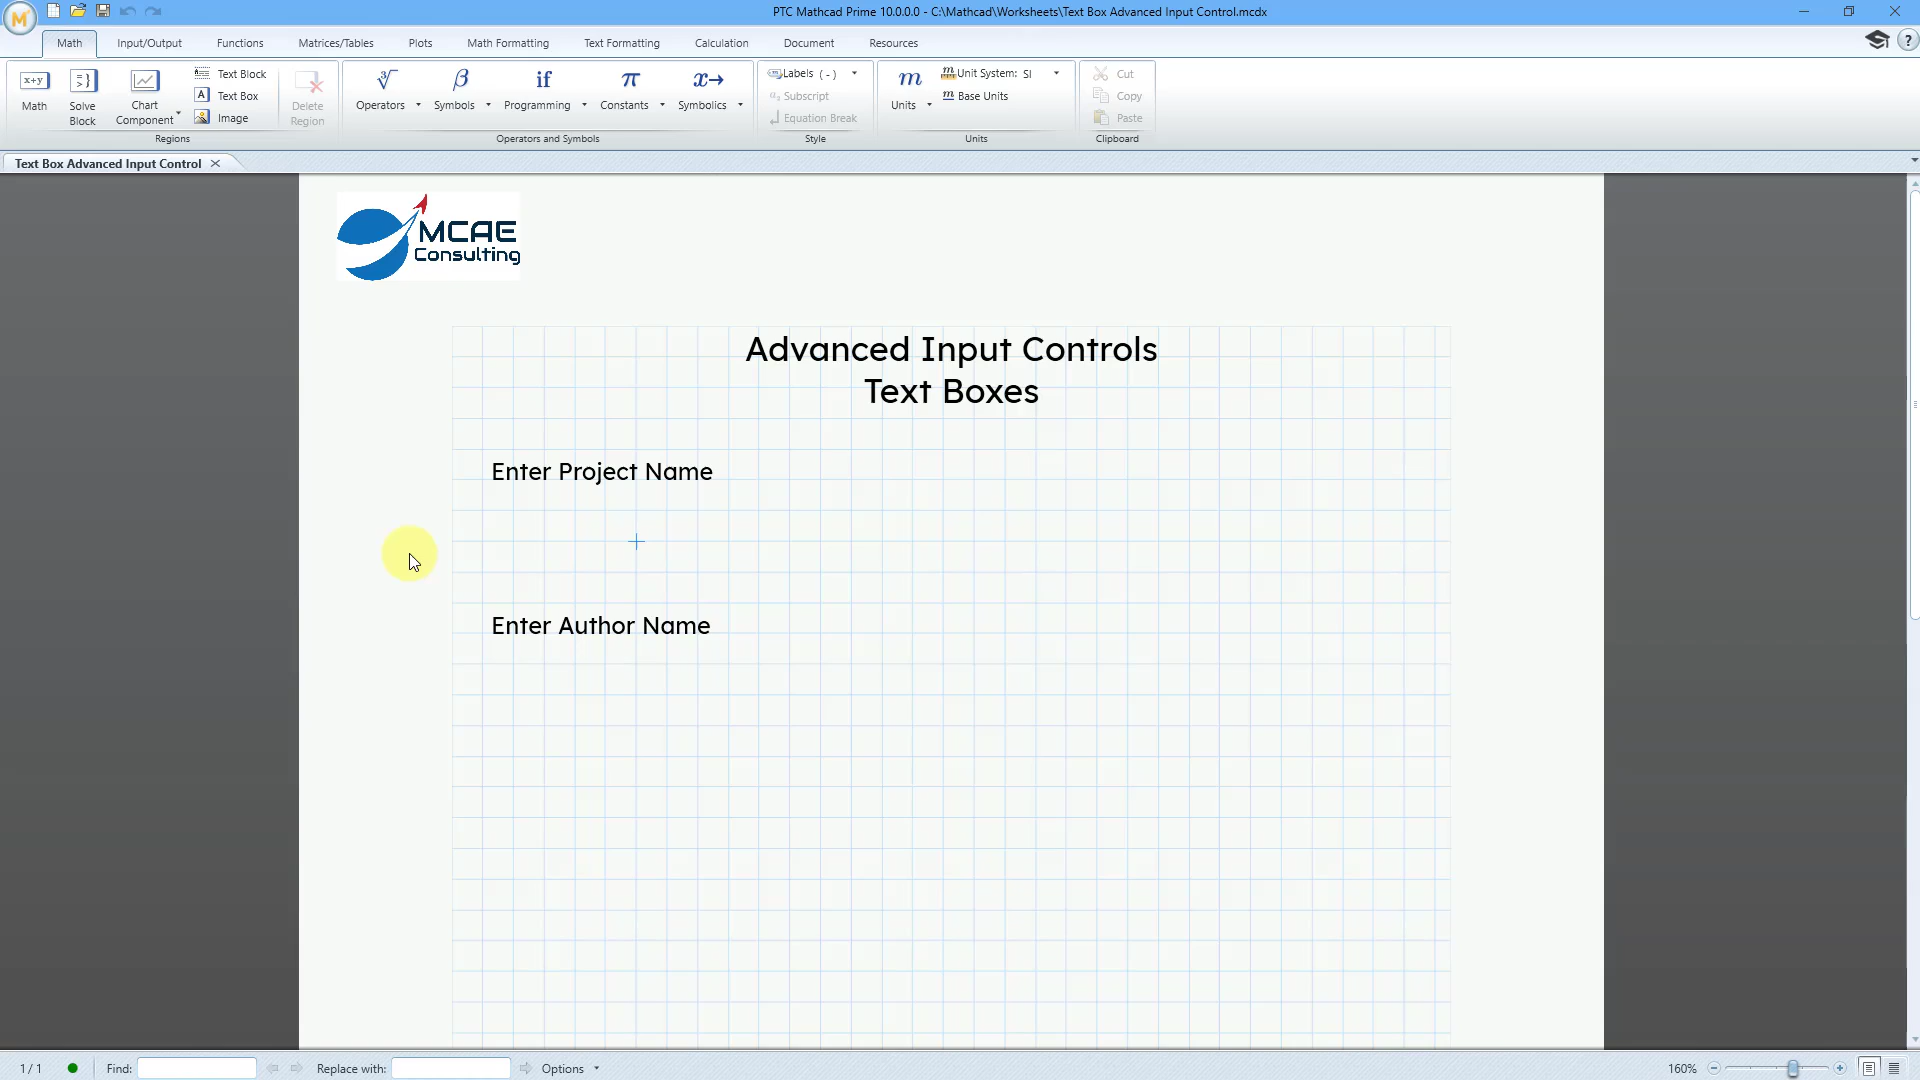 PTC Mathcad Prime 10.0.0.0 - C:\Mathcad\Worksheets\Text Box Advanced Input Control.mcdx
Math Input/Output Functions Matrices/Tables Plots Math Formatting Text Formatting Calculation Document Resources
x+y Math
Solve Block
Chart Component
Text Block
Text Box
Image
Delete Region
Regions
Operators
β Symbols
if Programming
π Constants
x→ Symbolics
Operators and Symbols
Labels ( - )
Subscript
Equation Break
Style
m Units
Unit System: SI
m Base Units
Units
Cut
Copy
Paste
Clipboard
Text Box Advanced Input Control
MCAE
Consulting
Advanced Input Controls
Text Boxes
Enter Project Name
Enter Author Name
1 / 1 Find: Replace with: Options 160%